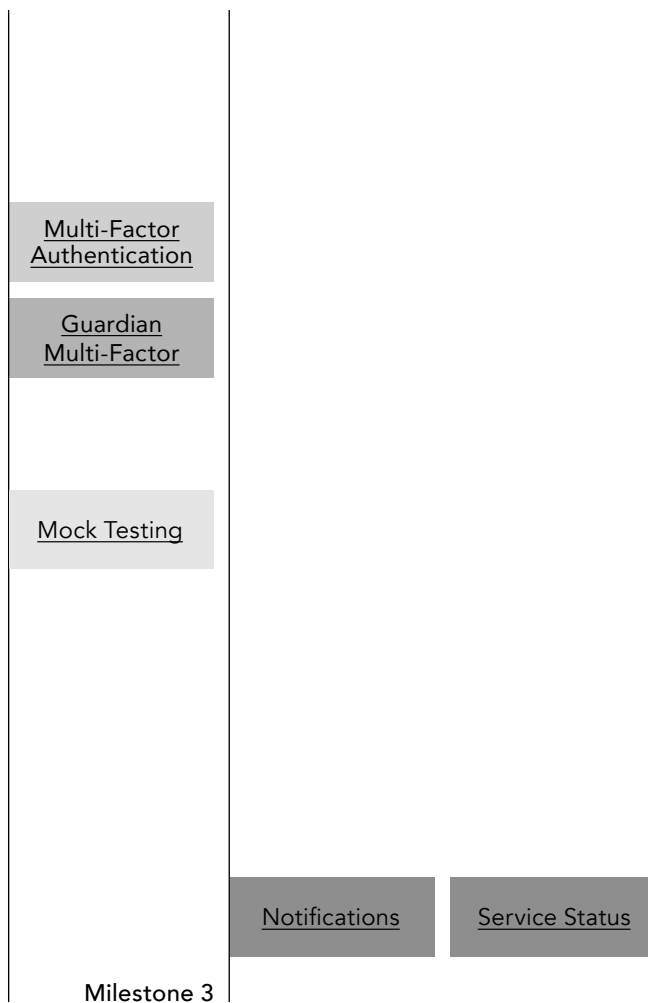 Multi-Factor
Authentication
Guardian
Multi-Factor
Mock Testing
Notifications
Service Status
Milestone 3